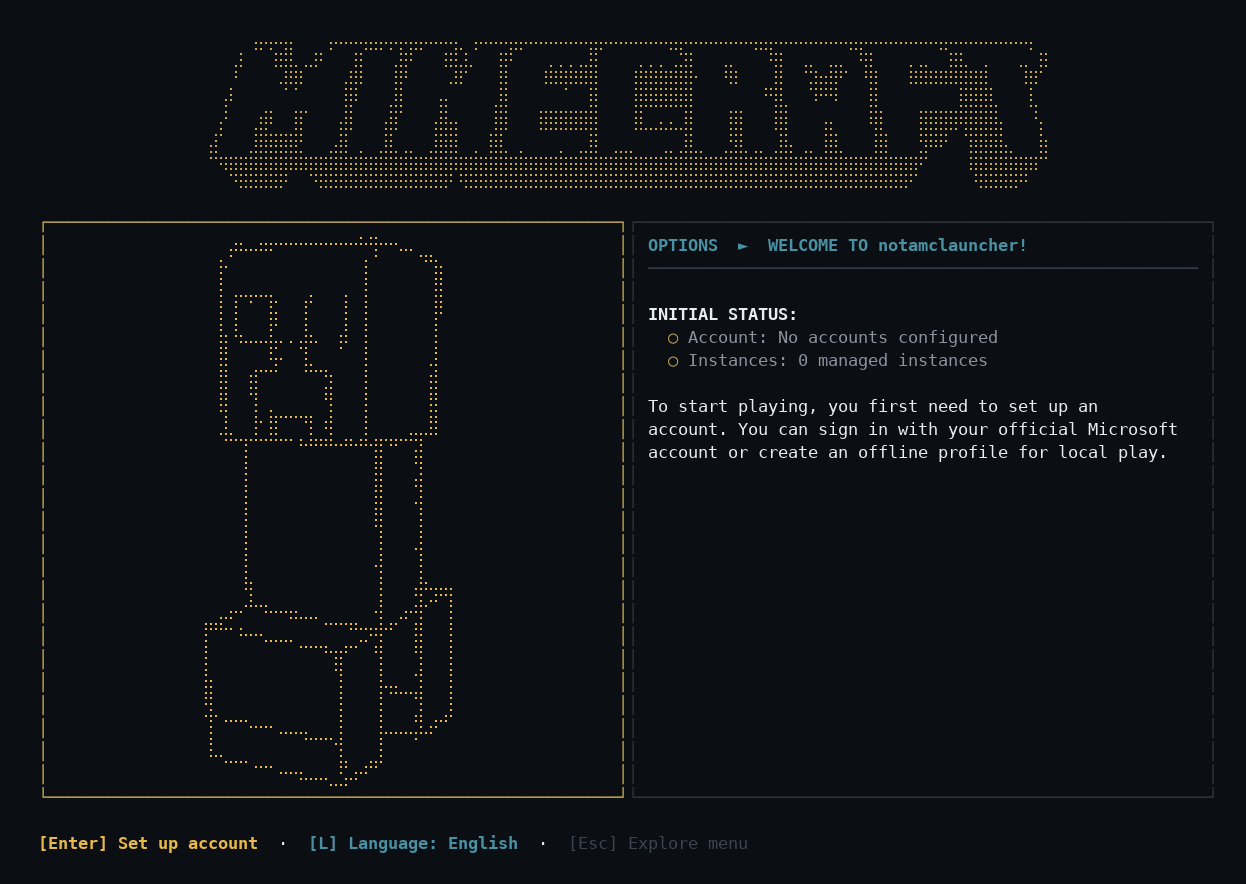 MINECRAFT
OPTIONS ► WELCOME TO notamclauncher!
INITIAL STATUS:
○ Account: No accounts configured
○ Instances: 0 managed instances
To start playing, you first need to set up an
account. You can sign in with your official Microsoft
account or create an offline profile for local play.
[Enter] Set up account · [L] Language: English · [Esc] Explore menu